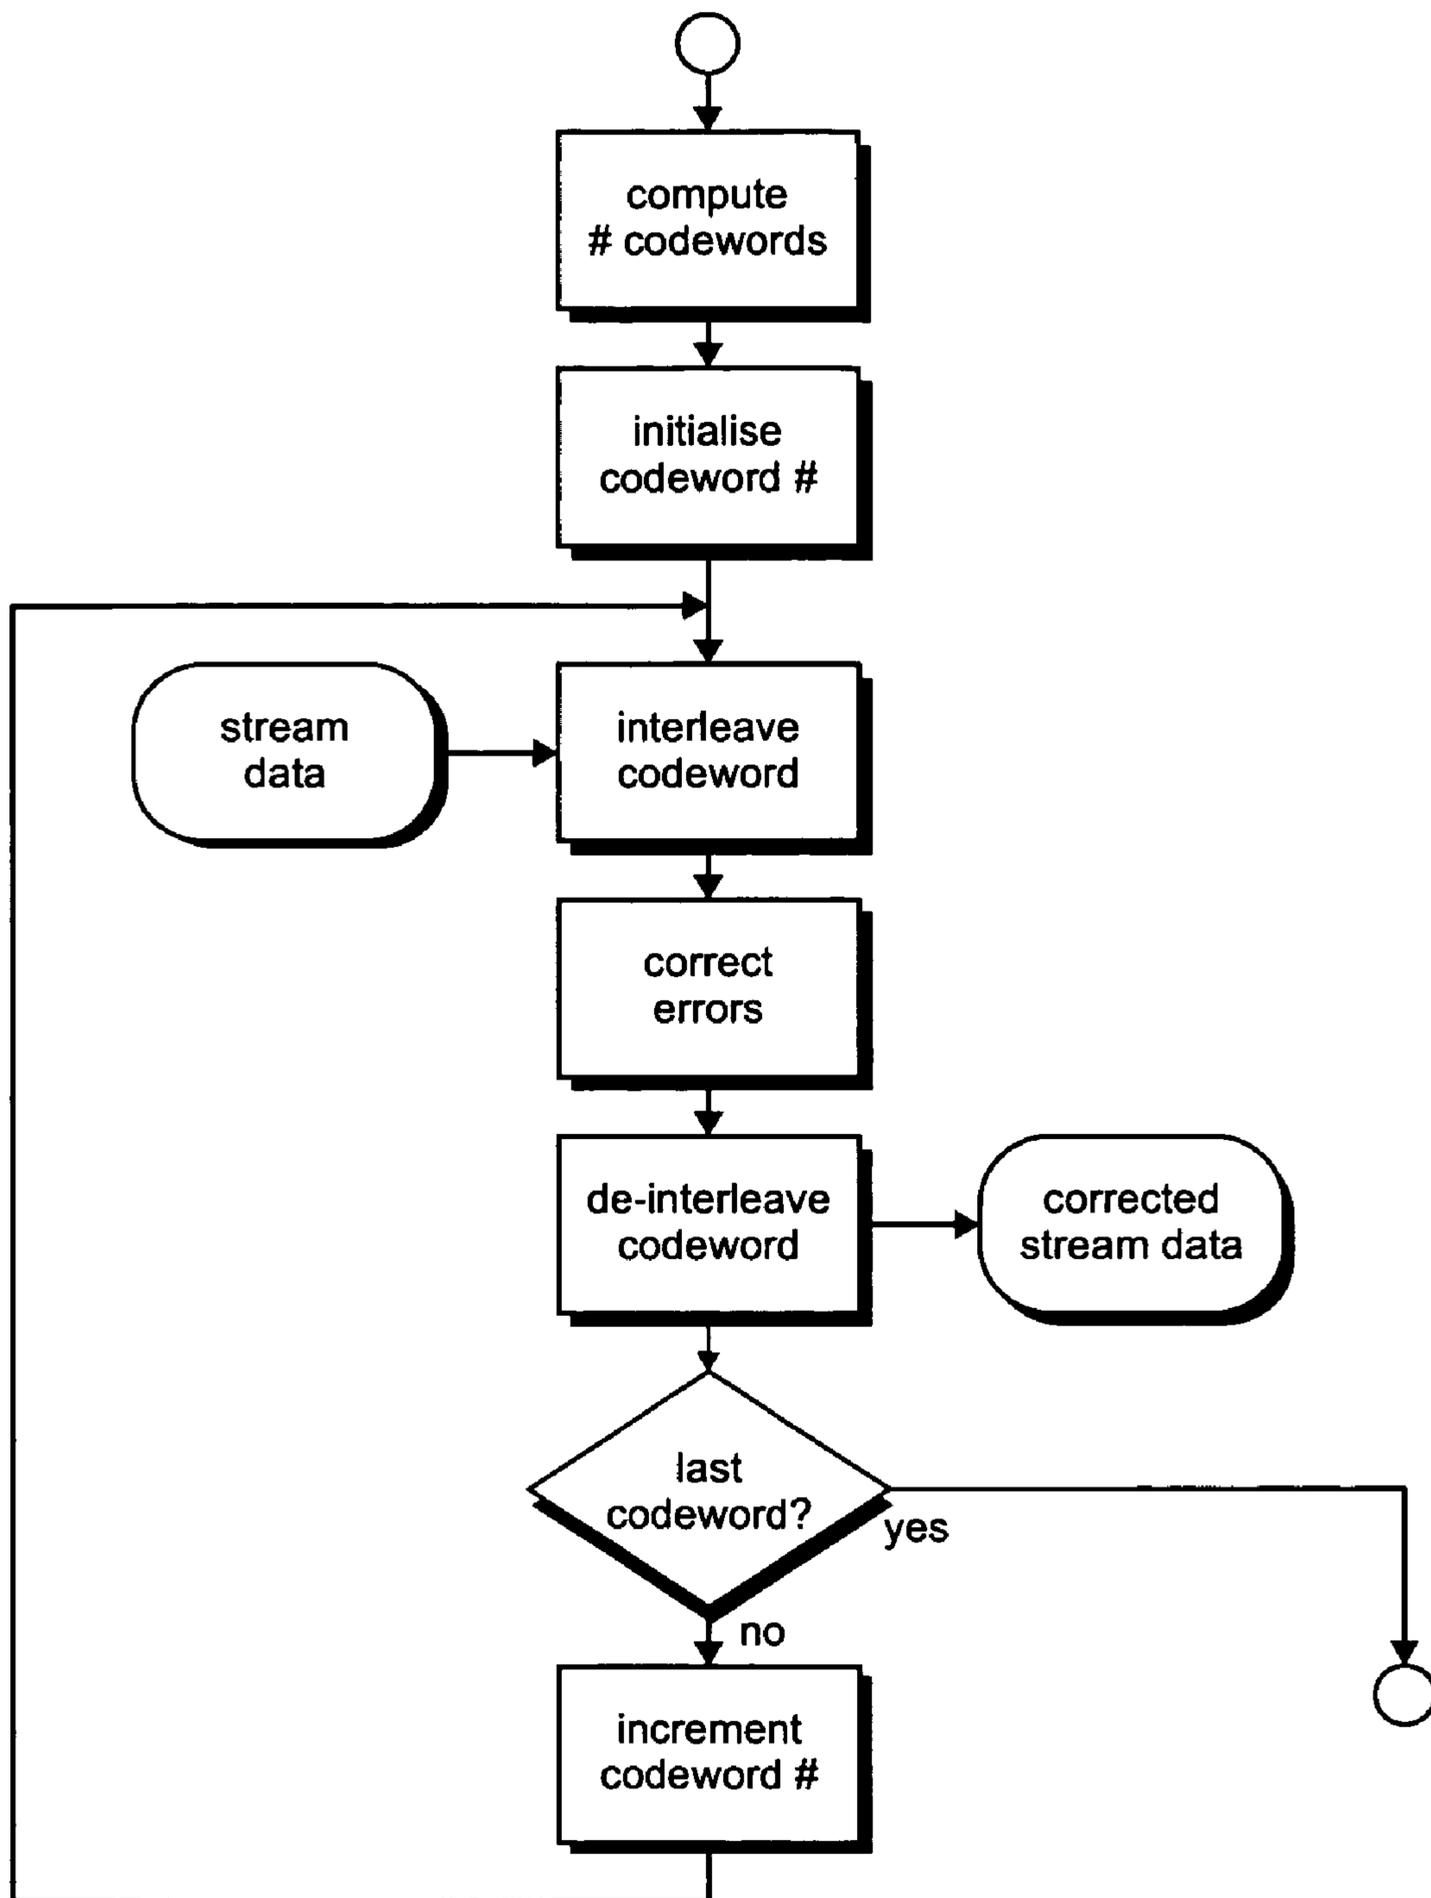 compute
# codewords
initialise
codeword #
stream
data
interleave
codeword
correct
errors
de-interleave
codeword
corrected
stream data
last
codeword?
yes
no
increment
codeword #